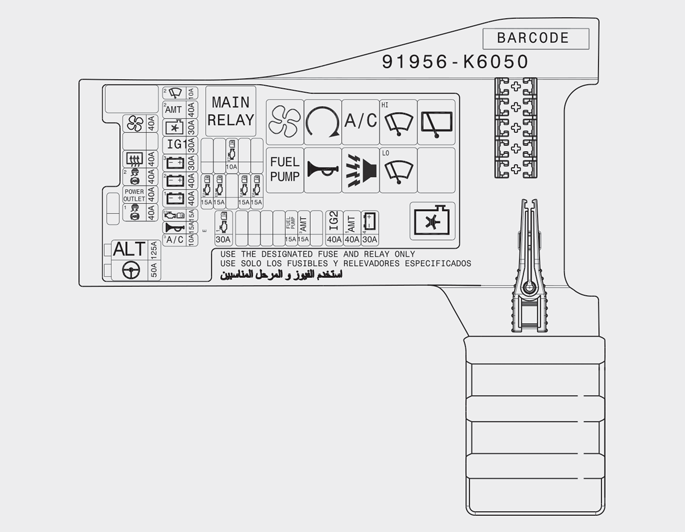 BARCODE
91956-K6050
MAIN
RELAY
A/C
HI
FUEL
PUMP
LO
10A
AMT
40A
30A
IG1
30A
30A
40A
40A
15A
15A
A/C
10A
40A
40A
40A
POWER
OUTLET
40A
40A
ALT
125A
50A
10A
15A
15A
15A
15A
30A
FUEL
PUMP
15A
AMT
15A
IG2
40A
AMT
40A
30A
USE THE DESIGNATED FUSE AND RELAY ONLY
USE SOLO LOS FUSIBLES Y RELEVADORES ESPECIFICADOS
استخدم الفيوز و المرحل المناسبين